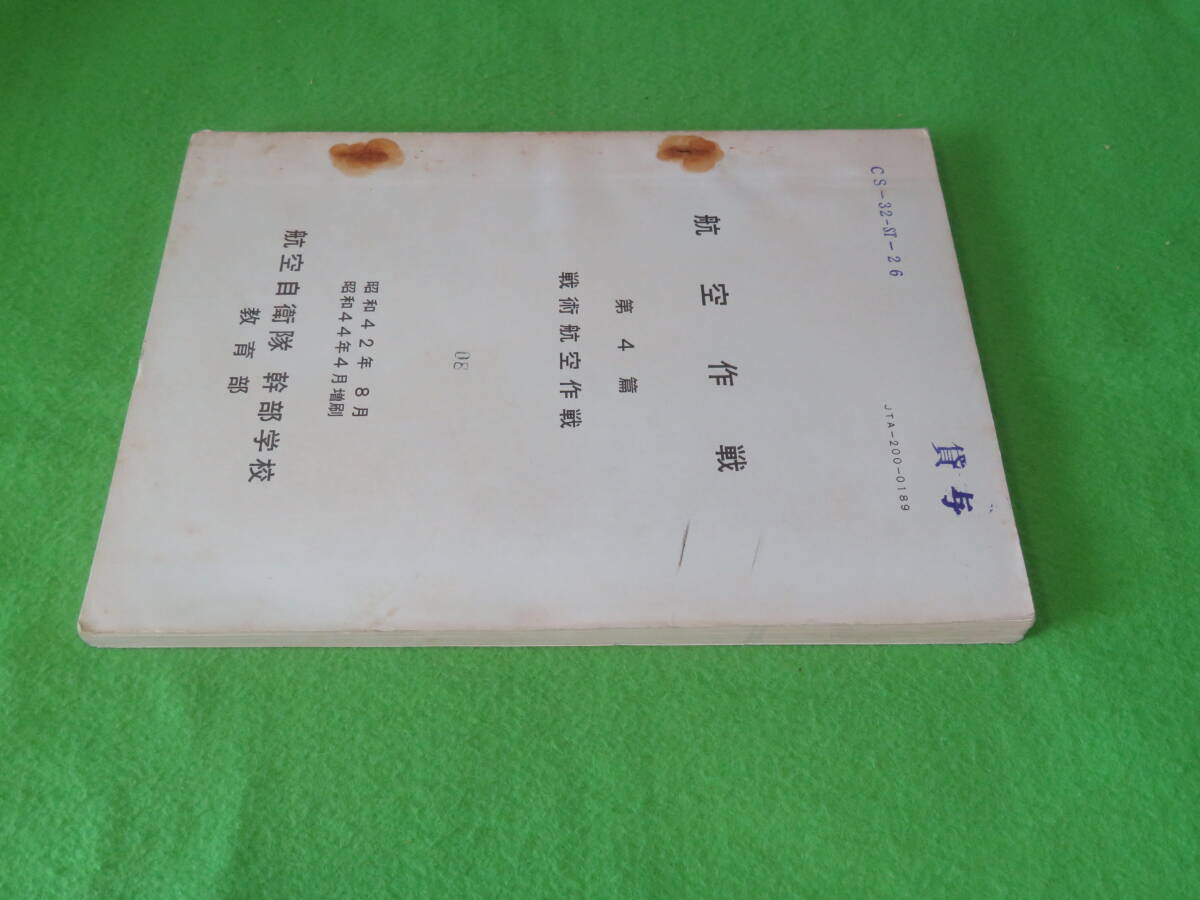 貸与
CS-32-ST-26
JTA-200-0189
航空作戦
第4篇
戦術航空作戦
08
昭和42年 8月
昭和44年4月増刷
航空自衛隊 幹部学校
教育部